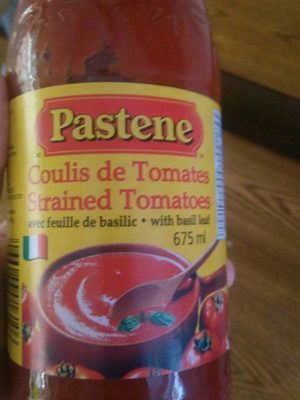 Pastene
Coulis de Tomates
Strained Tomatoes
avec feuille de basilic • with basil leaf
675 ml